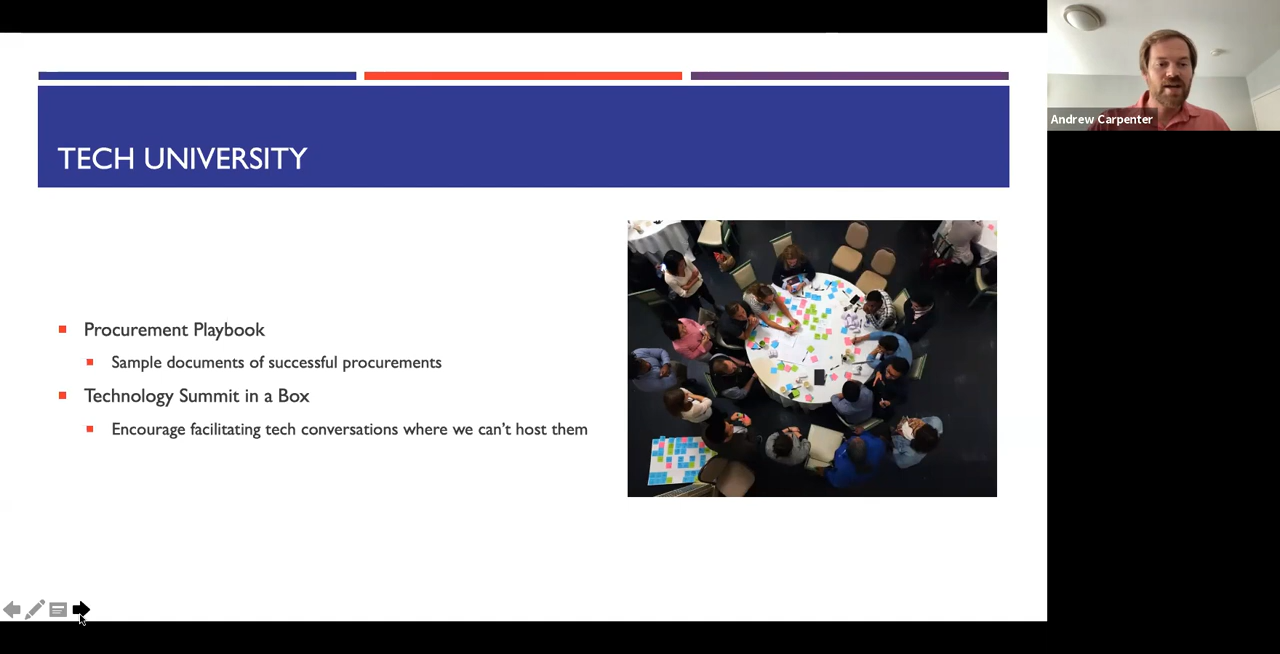 TECH UNIVERSITY
Procurement Playbook
Sample documents of successful procurements
Technology Summit in a Box
Encourage facilitating tech conversations where we can't host them
Andrew Carpenter